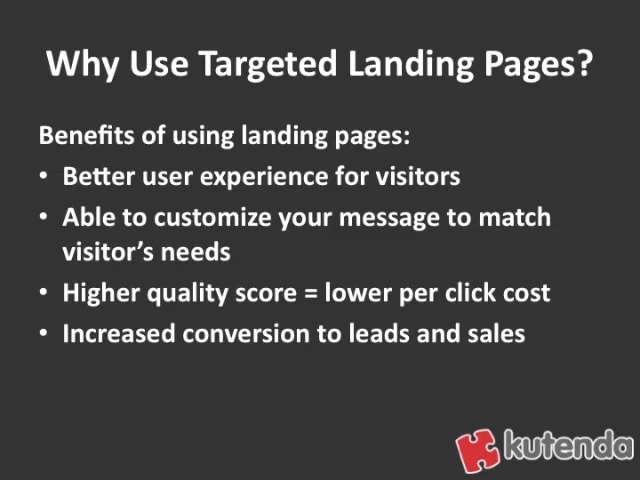 Why Use Targeted Landing Pages?
Benefits of using landing pages:
• Better user experience for visitors
• Able to customize your message to match
visitor’s needs
• Higher quality score = lower per click cost
• Increased conversion to leads and sales
kutenda